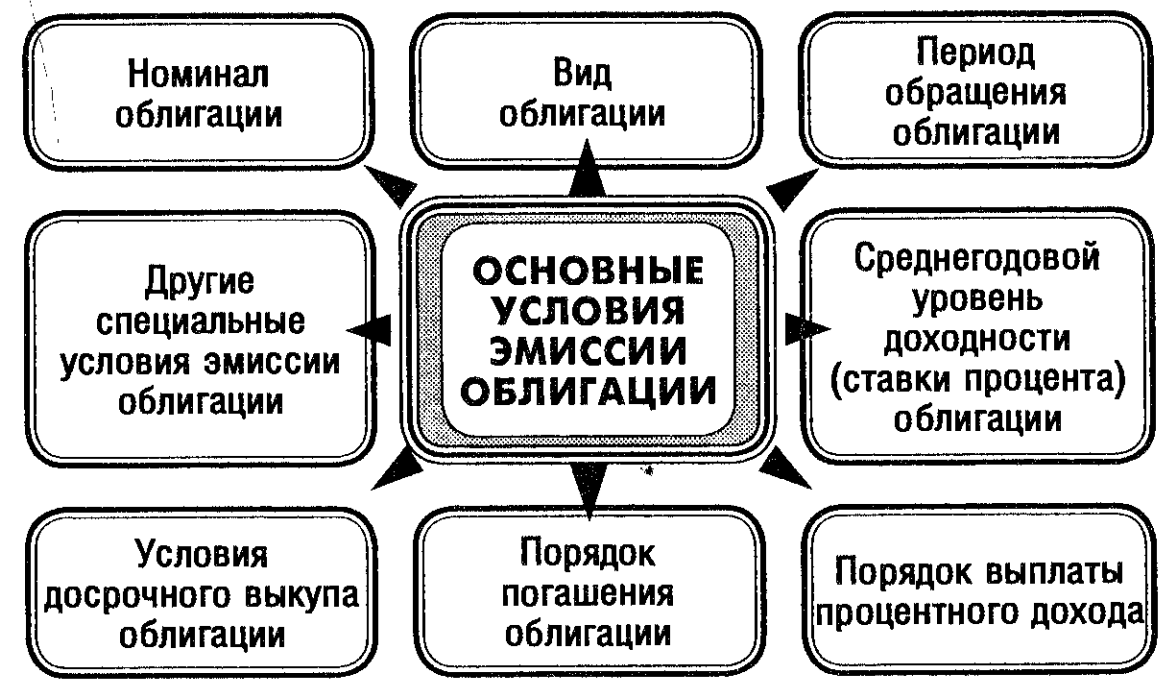 Номинал
облигации
Вид
облигации
Период
обращения
облигации
Другие
специальные
условия эмиссии
облигации
ОСНОВНЫЕ
УСЛОВИЯ
ЭМИССИИ
ОБЛИГАЦИИ
Среднегодовой
уровень
доходности
(ставки процента)
облигации
Условия
досрочного выкупа
облигации
Порядок
погашения
облигации
Порядок выплаты
процентного дохода